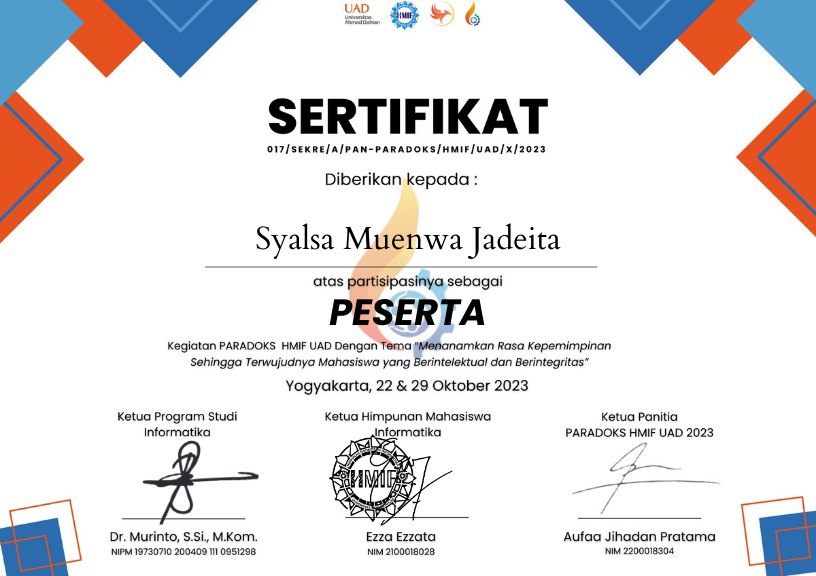 UAD
Universitas
Ahmad Dahlan
HMIF
SERTIFIKAT
017/SEKRE/A/PAN-PARADOKS/HMIF/UAD/X/2023
Diberikan kepada :
Syalsa Muenwa Jadeita
atas partisipasinya sebagai
PESERTA
Kegiatan PARADOKS HMIF UAD Dengan Tema "Menanamkan Rasa Kepemimpinan
Sehingga Terwujudnya Mahasiswa yang Berintelektual dan Berintegritas"
Yogyakarta, 22 & 29 Oktober 2023
Ketua Program Studi
Informatika
Dr. Murinto, S.Si., M.Kom.
NIPM 19730710 200409 111 0951298
Ketua Himpunan Mahasiswa
Informatika
HMIF
Ezza Ezzata
NIM 2100018028
Ketua Panitia
PARADOKS HMIF UAD 2023
Aufaa Jihadan Pratama
NIM 2200018304